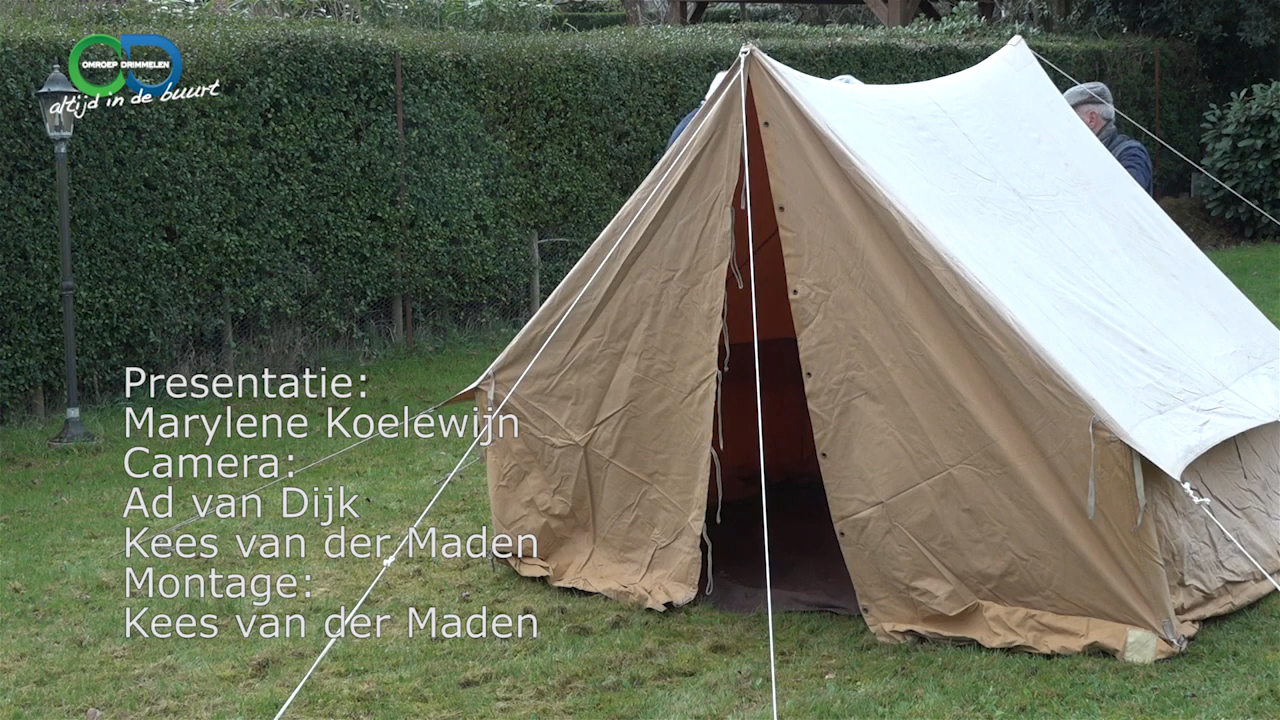 OMROEP DRIMMELEN
altijd in de buurt
Presentatie:
Marylene Koelewijn
Camera:
Ad van Dijk
Kees van der Maden
Montage:
Kees van der Maden